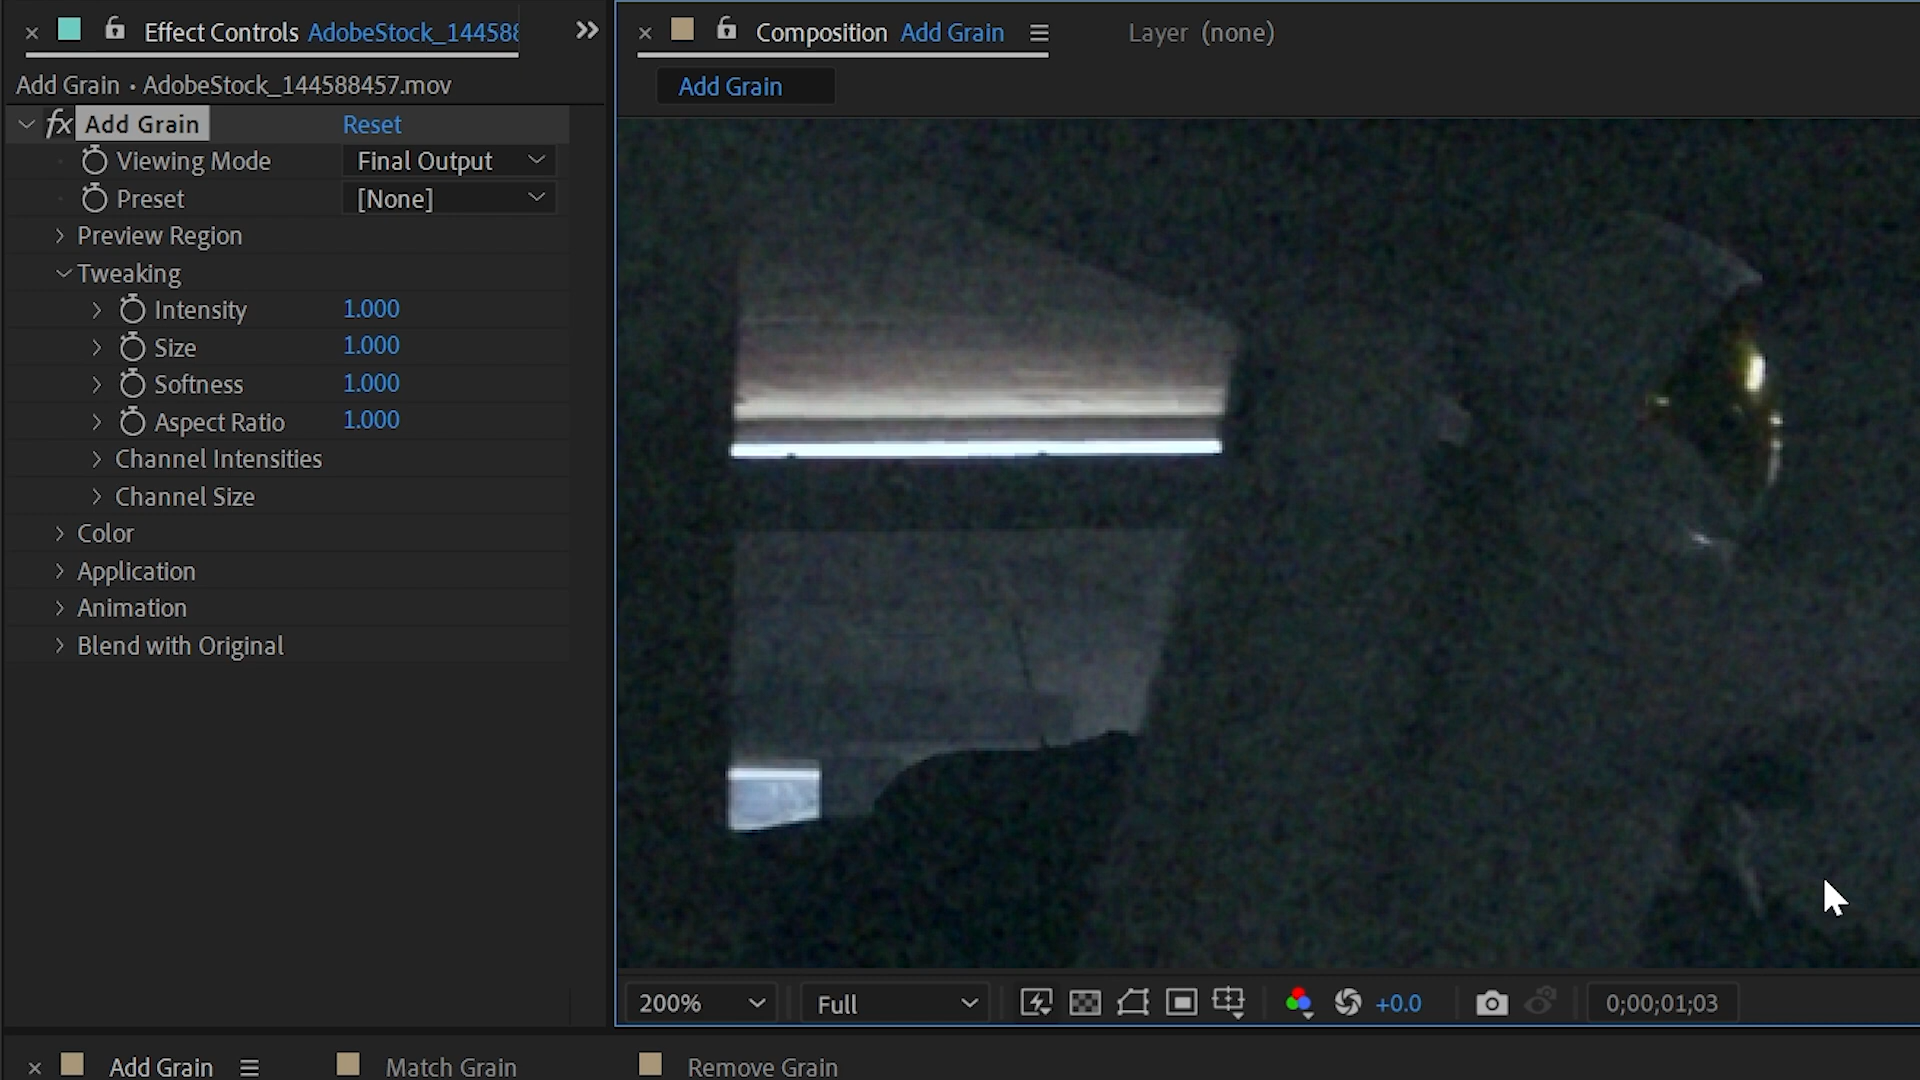 × Effect Controls AdobeStock_144588
Add Grain • AdobeStock_144588457.mov
fx Add Grain Reset
Viewing Mode Final Output
Preset [None]
Preview Region
Tweaking
Intensity 1.000
Size 1.000
Softness 1.000
Aspect Ratio 1.000
Channel Intensities
Channel Size
Color
Application
Animation
Blend with Original
× Composition Add Grain Layer (none)
Add Grain
200% Full +0.0 0;00;01;03
× Add Grain Match Grain Remove Grain